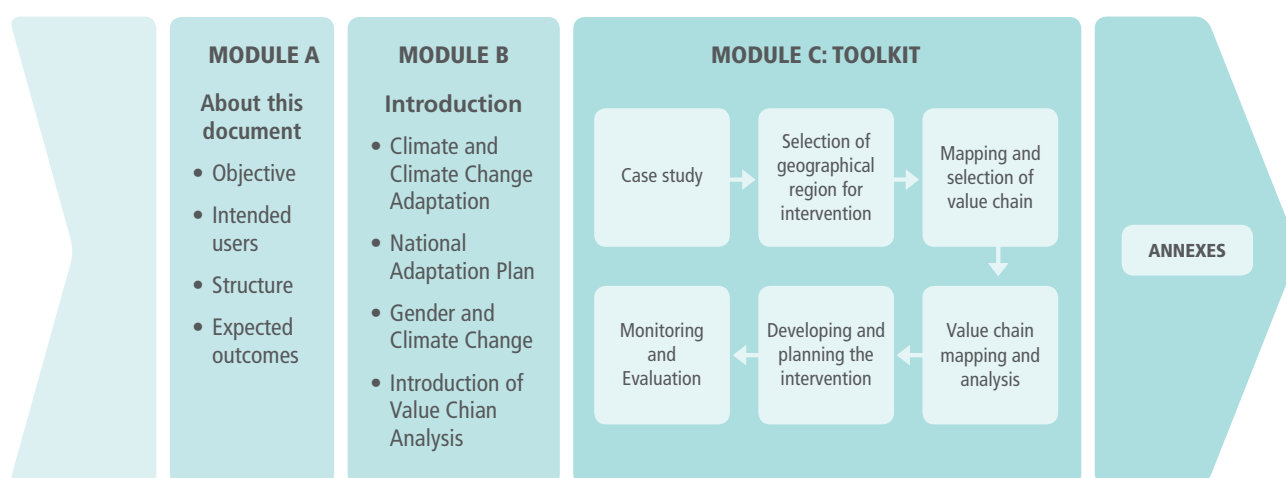 MODULE A
About this
document
• Objective
• Intended
users
• Structure
• Expected
outcomes
MODULE B
Introduction
• Climate and
Climate Change
Adaptation
• National
Adaptation Plan
• Gender and
Climate Change
• Introduction of
Value Chian
Analysis
MODULE C: TOOLKIT
Case study
Selection of
geographical
region for
intervention
Mapping and
selection of
value chain
Value chain
mapping and
analysis
Developing and
planning the
intervention
Monitoring
and
Evaluation
ANNEXES